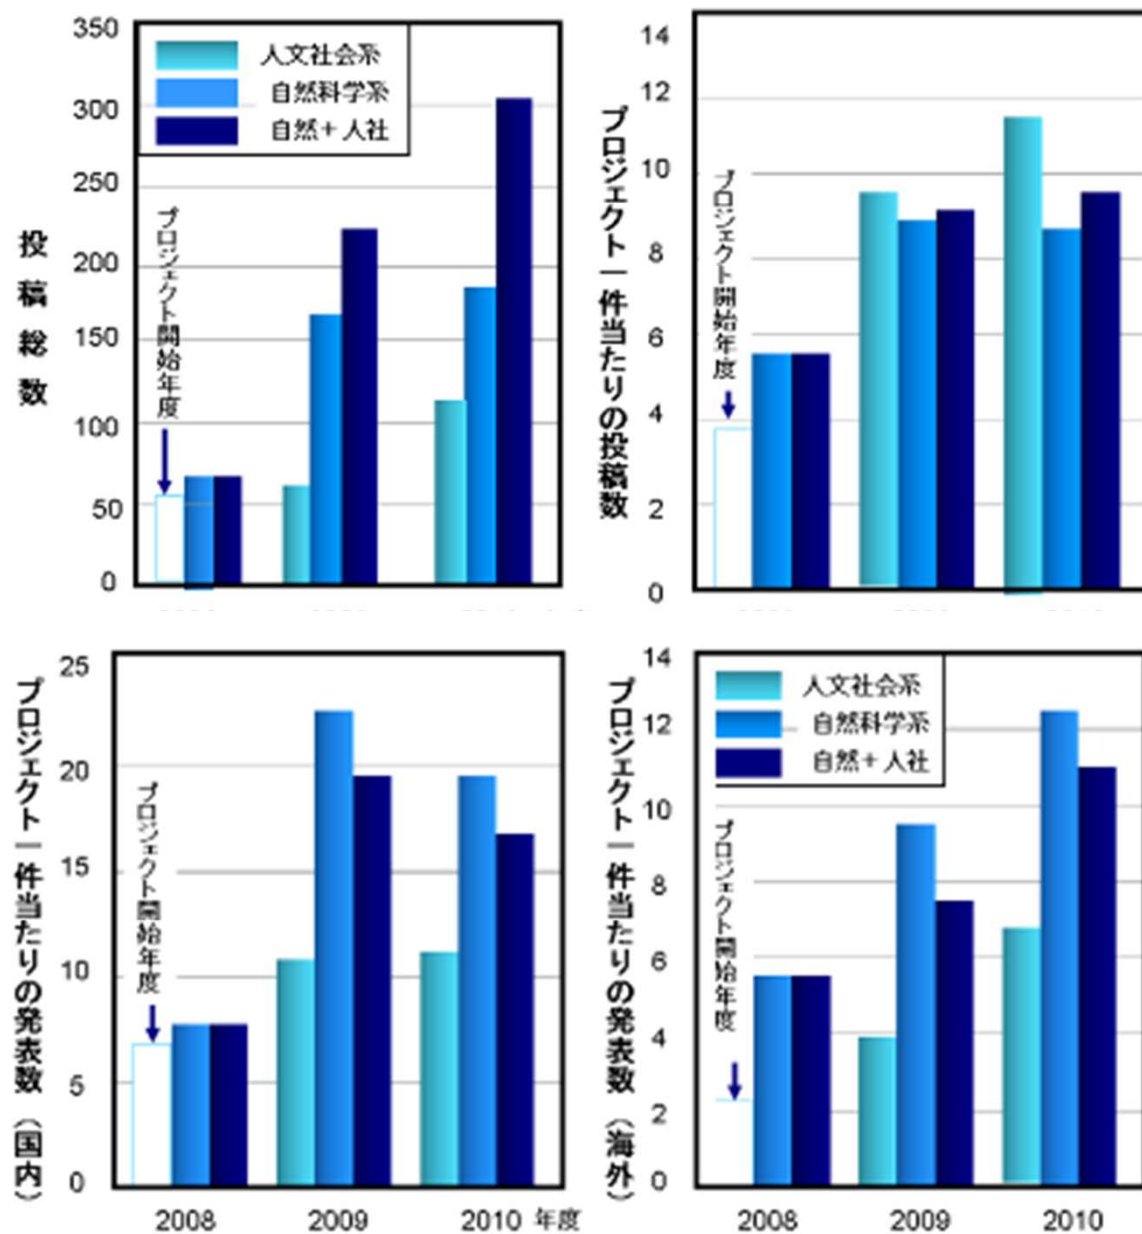 投稿総数
350
300
250
200
150
100
50
0
人文社会系
自然科学系
自然+人社
プロジェクト開始年度
プロジェクト一件当たりの投稿数
14
12
10
8
6
4
2
0
プロジェクト開始年度
プロジェクト一件当たりの発表数(国内)
25
20
15
10
5
0
プロジェクト開始年度
2008 2009 2010 年度
プロジェクト一件当たりの発表数(海外)
14
12
10
8
6
4
2
0
人文社会系
自然科学系
自然+人社
プロジェクト開始年度
2008 2009 2010